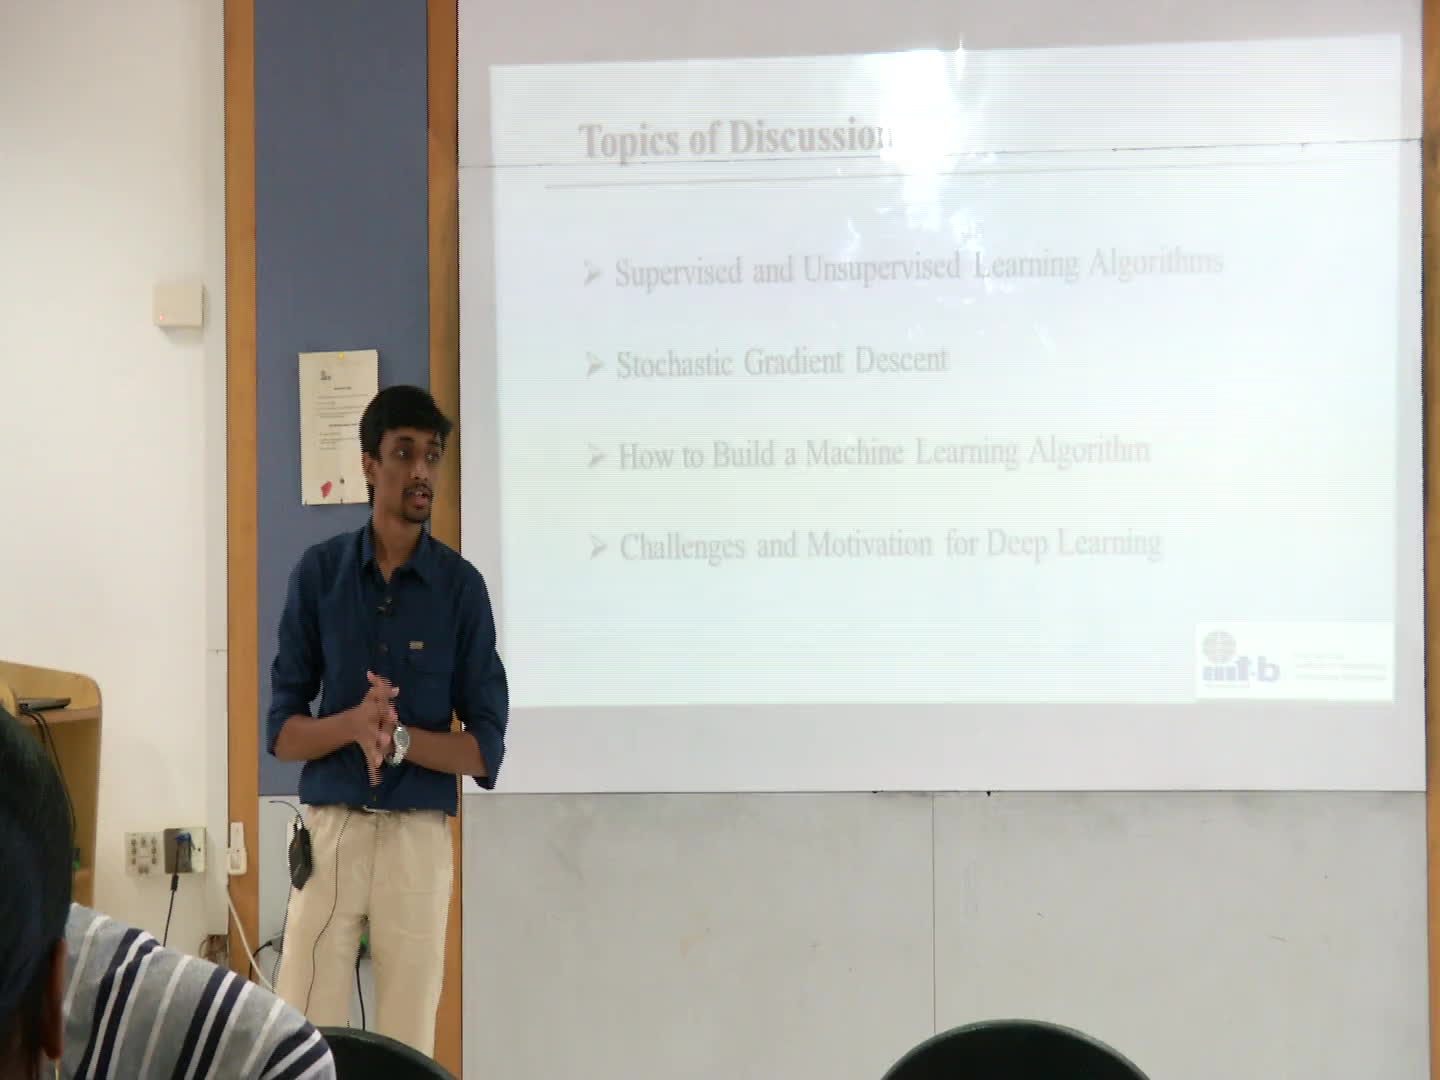 Topics of Discussion
➢ Supervised and Unsupervised Learning Algorithms
➢ Stochastic Gradient Descent
➢ How to Build a Machine Learning Algorithm
➢ Challenges and Motivation for Deep Learning
iiit-b